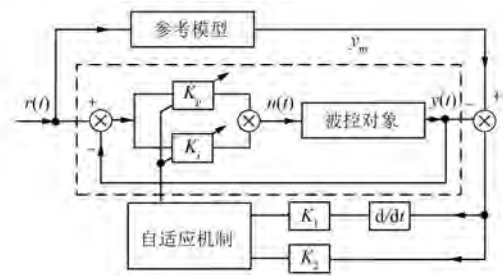 参考模型
y_m
r(t)
+
K_p
n(t)
被控对象
y(t)
−
+
−
K_i
自适应机制
K_1
d/dt
K_2